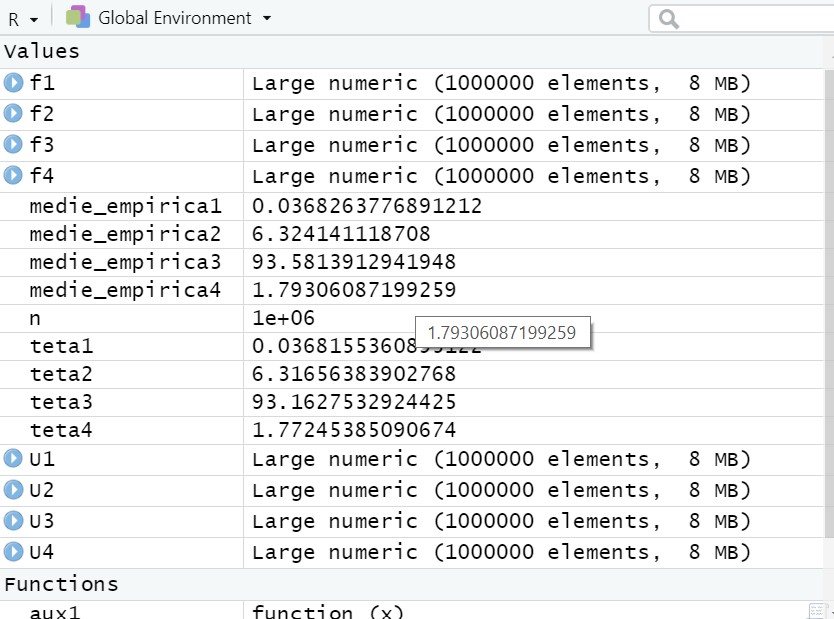 R Global Environment
Values
f1 Large numeric (1000000 elements, 8 MB)
f2 Large numeric (1000000 elements, 8 MB)
f3 Large numeric (1000000 elements, 8 MB)
f4 Large numeric (1000000 elements, 8 MB)
medie_empirica1 0.0368263776891212
medie_empirica2 6.324141118708
medie_empirica3 93.5813912941948
medie_empirica4 1.79306087199259
n 1e+06
1.79306087199259
teta1
teta2 6.31656383902768
teta3 93.1627532924425
teta4 1.77245385090674
U1 Large numeric (1000000 elements, 8 MB)
U2 Large numeric (1000000 elements, 8 MB)
U3 Large numeric (1000000 elements, 8 MB)
U4 Large numeric (1000000 elements, 8 MB)
Functions
aux1 function (x)